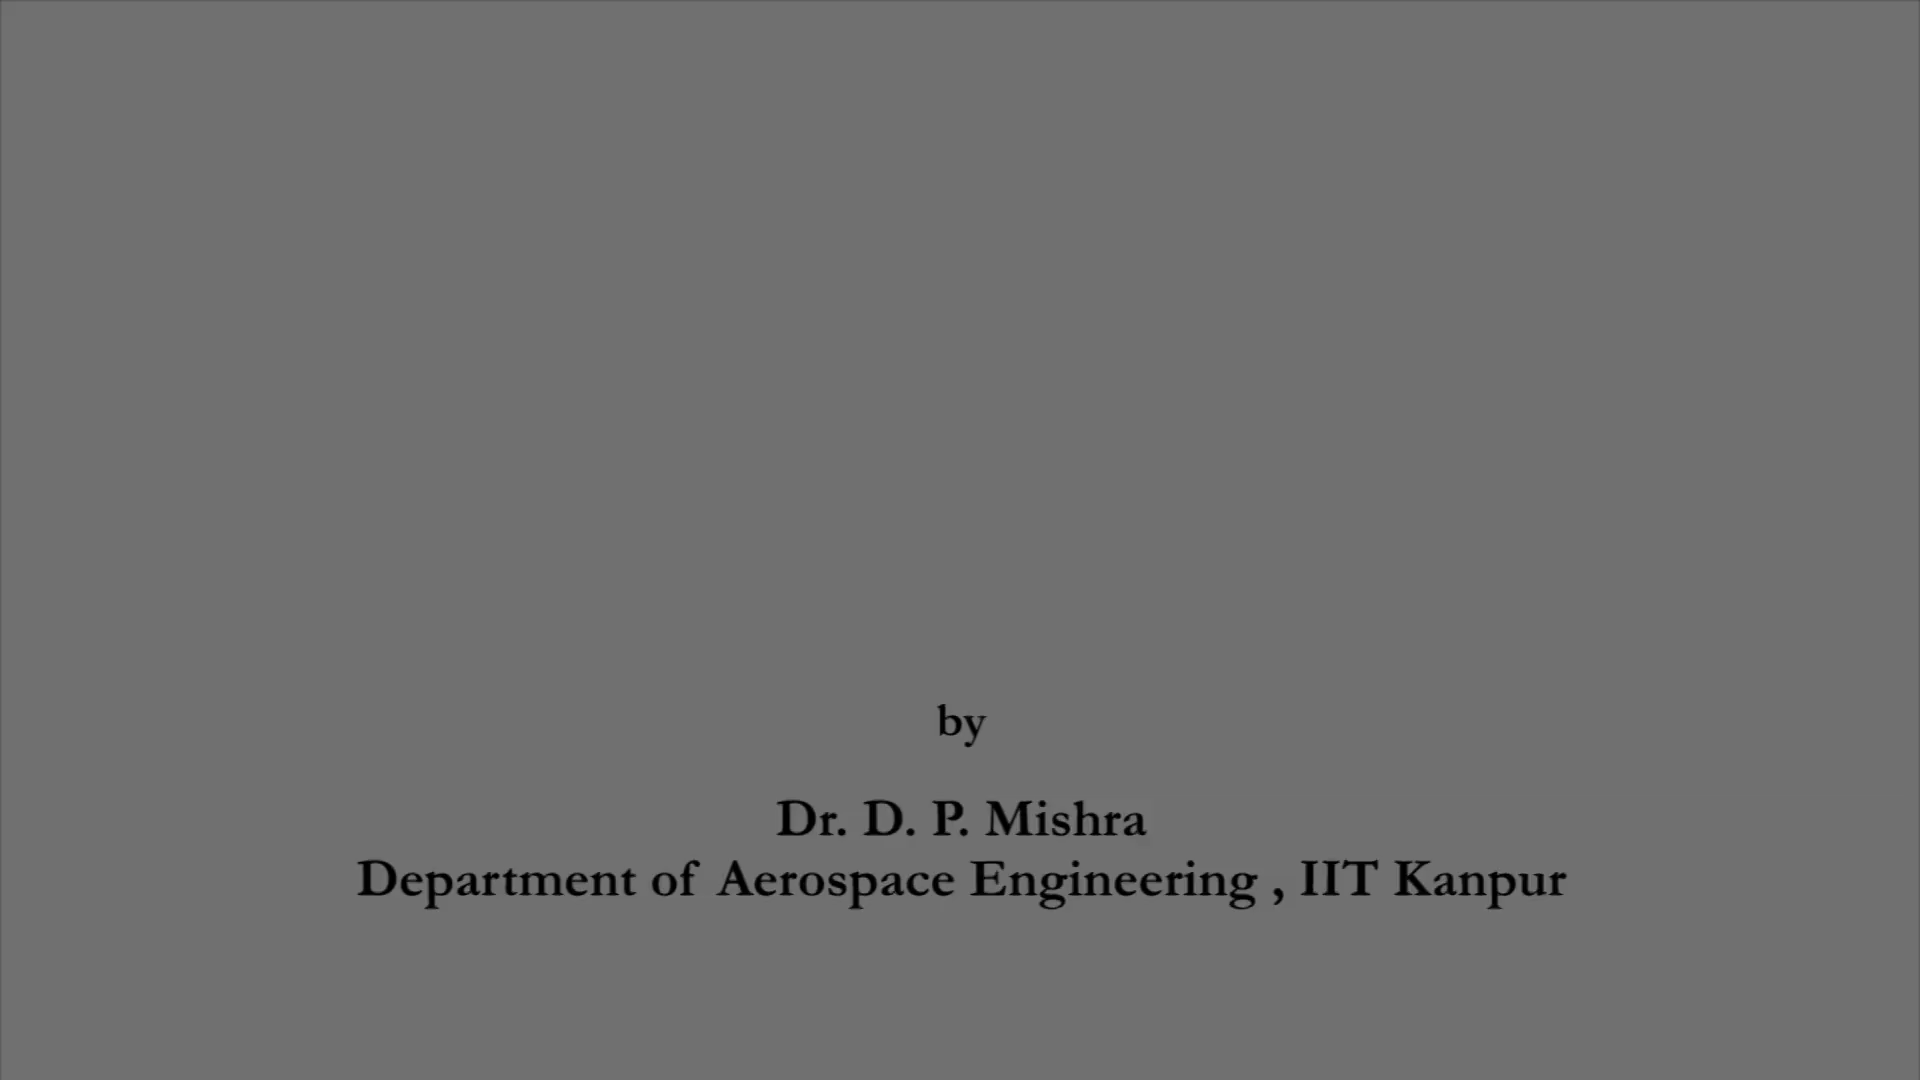 by
Dr. D. P. Mishra
Department of Aerospace Engineering , IIT Kanpur